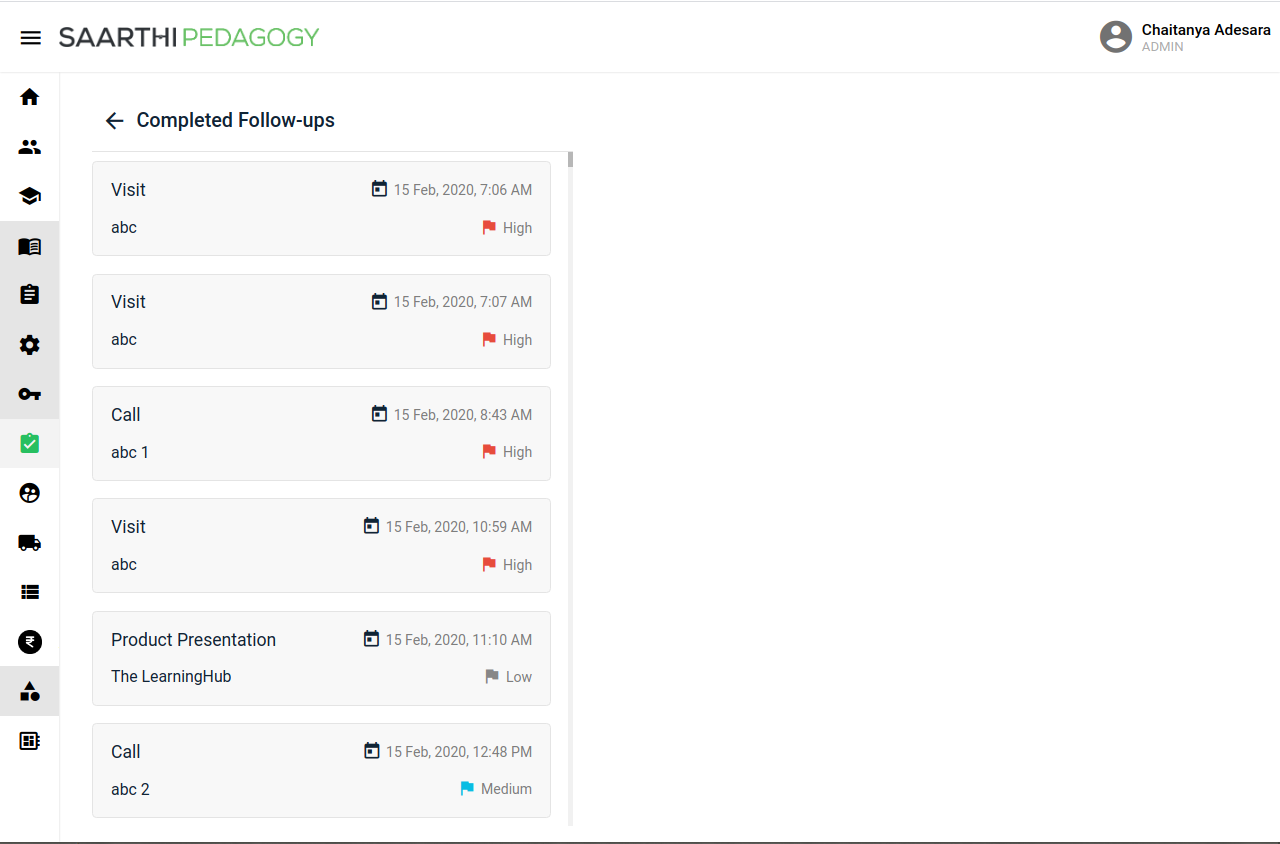 SAARTHI PEDAGOGY
Chaitanya Adesara
ADMIN
Completed Follow-ups
Visit 15 Feb, 2020, 7:06 AM
abc High
Visit 15 Feb, 2020, 7:07 AM
abc High
Call 15 Feb, 2020, 8:43 AM
abc 1 High
Visit 15 Feb, 2020, 10:59 AM
abc High
Product Presentation 15 Feb, 2020, 11:10 AM
The LearningHub Low
Call 15 Feb, 2020, 12:48 PM
abc 2 Medium
₹